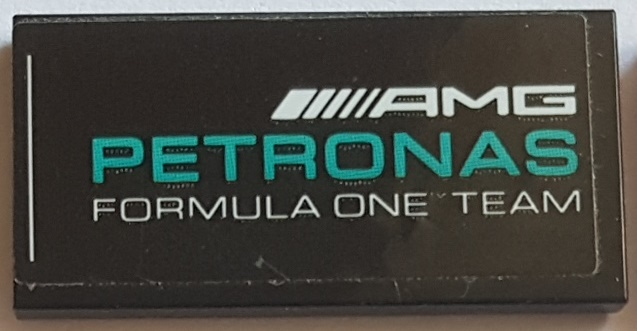 AMG
PETRONAS
FORMULA ONE TEAM